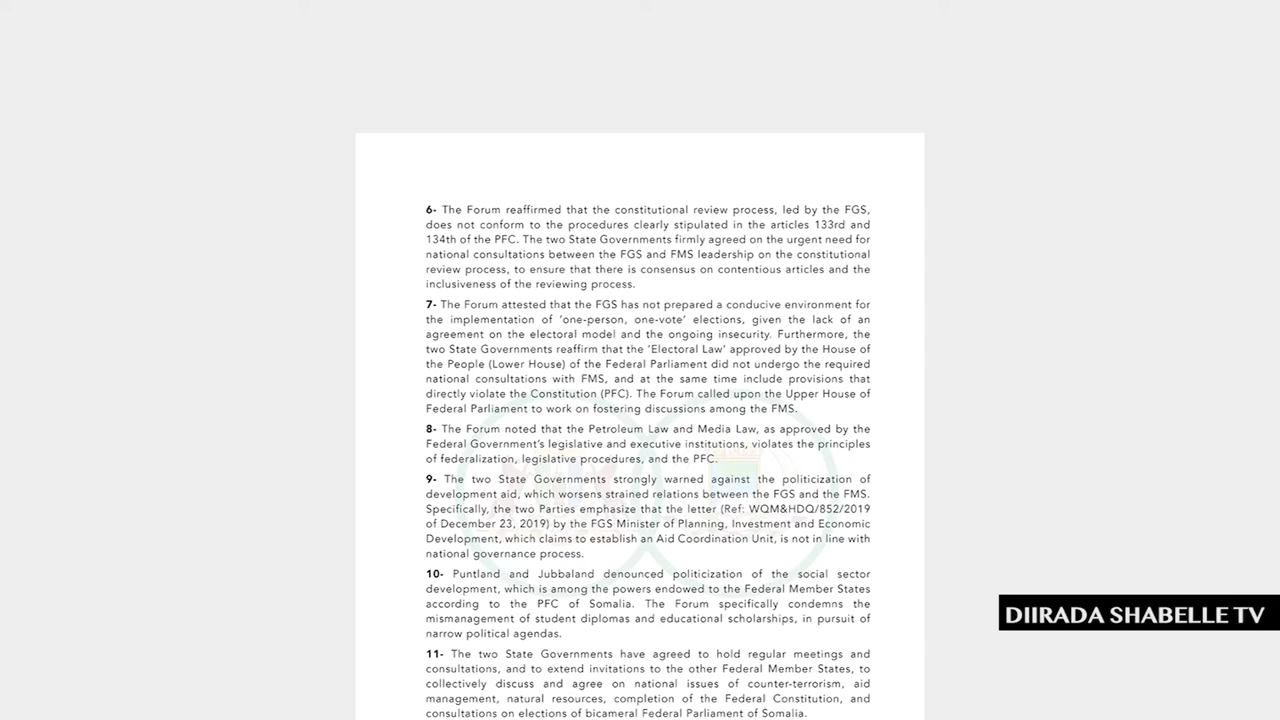 6- The Forum reaffirmed that the constitutional review process, led by the FGS,
does not conform to the procedures clearly stipulated in the articles 133rd and
134th of the PFC. The two State Governments firmly agreed on the urgent need for
national consultations between the FGS and FMS leadership on the constitutional
review process, to ensure that there is consensus on contentious articles and the
inclusiveness of the reviewing process.
7- The Forum attested that the FGS has not prepared a conducive environment for
the implementation of ‘one-person, one-vote’ elections, given the lack of an
agreement on the electoral model and the ongoing insecurity. Furthermore, the
two State Governments reaffirm that the ‘Electoral Law’ approved by the House of
the People (Lower House) of the Federal Parliament did not undergo the required
national consultations with FMS, and at the same time include provisions that
directly violate the Constitution (PFC). The Forum called upon the Upper House of
Federal Parliament to work on fostering discussions among the FMS.
8- The Forum noted that the Petroleum Law and Media Law, as approved by the
Federal Government’s legislative and executive institutions, violates the principles
of federalization, legislative procedures, and the PFC.
9- The two State Governments strongly warned against the politicization of
development aid, which worsens strained relations between the FGS and the FMS.
Specifically, the two Parties emphasize that the letter (Ref: WQM&HDQ/852/2019
of December 23, 2019) by the FGS Minister of Planning, Investment and Economic
Development, which claims to establish an Aid Coordination Unit, is not in line with
national governance process.
10- Puntland and Jubbaland denounced politicization of the social sector
development, which is among the powers endowed to the Federal Member States
according to the PFC of Somalia. The Forum specifically condemns the
mismanagement of student diplomas and educational scholarships, in pursuit of
narrow political agendas.
11- The two State Governments have agreed to hold regular meetings and
consultations, and to extend invitations to the other Federal Member States, to
collectively discuss and agree on national issues of counter-terrorism, aid
management, natural resources, completion of the Federal Constitution, and
consultations on elections of bicameral Federal Parliament of Somalia.
DIIRADA SHABELLE TV